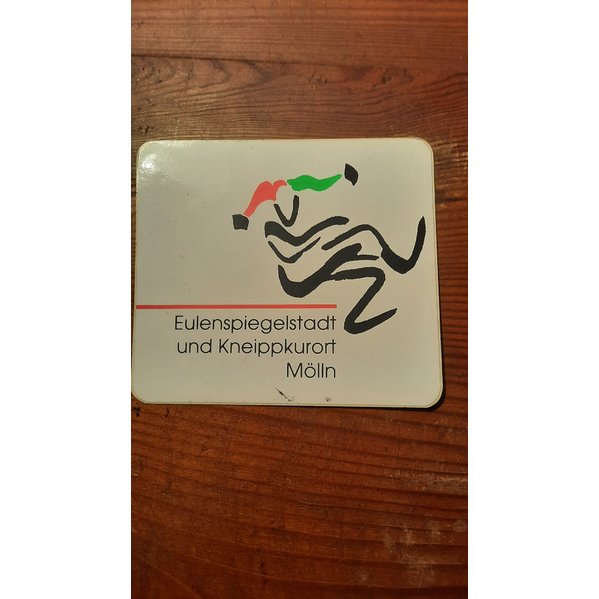 Eulenspiegelstadt
und Kneippkurort
Mölln